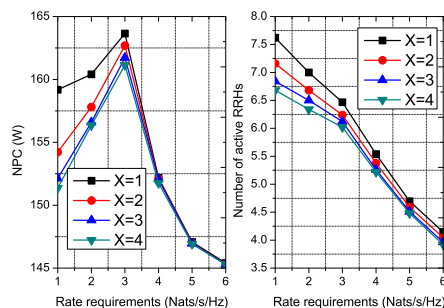 165
160
155
150
145
NPC (W)
X=1
X=2
X=3
X=4
1 2 3 4 5 6
Rate requirements (Nats/s/Hz)
8.0
7.5
7.0
6.5
6.0
5.5
5.0
4.5
4.0
3.5
Number of active RRHs
X=1
X=2
X=3
X=4
1 2 3 4 5 6
Rate requirements (Nats/s/Hz)